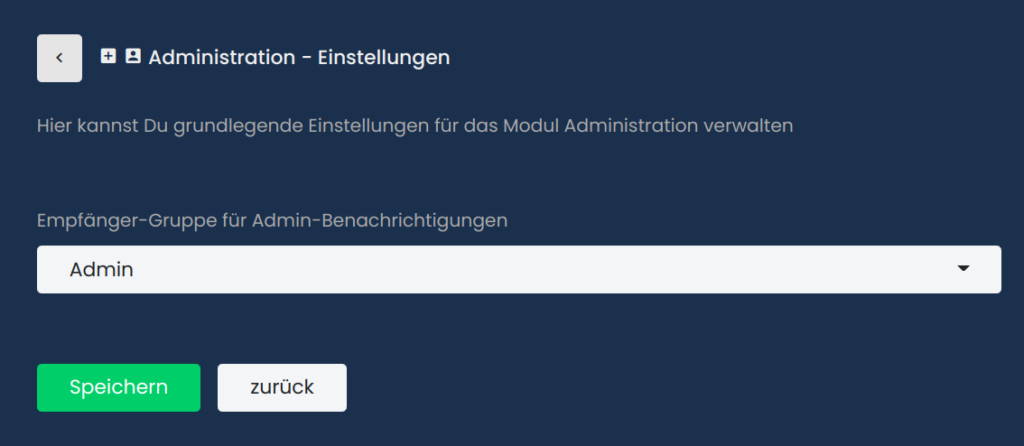 Administration - Einstellungen
Hier kannst Du grundlegende Einstellungen für das Modul Administration verwalten
Empfänger-Gruppe für Admin-Benachrichtigungen
Admin
Speichern zurück